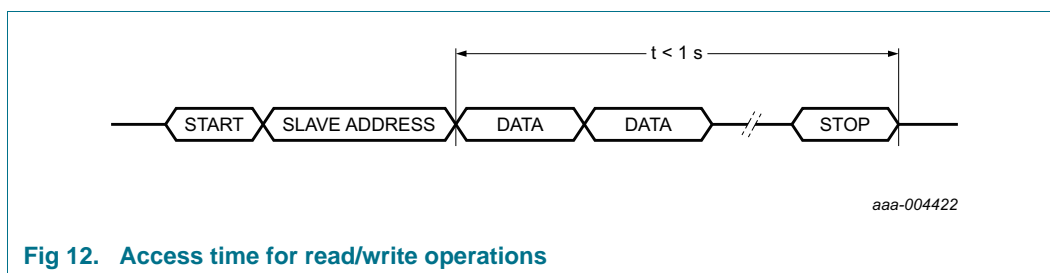 t < 1 s
START SLAVE ADDRESS DATA DATA STOP
aaa-004422
Fig 12. Access time for read/write operations